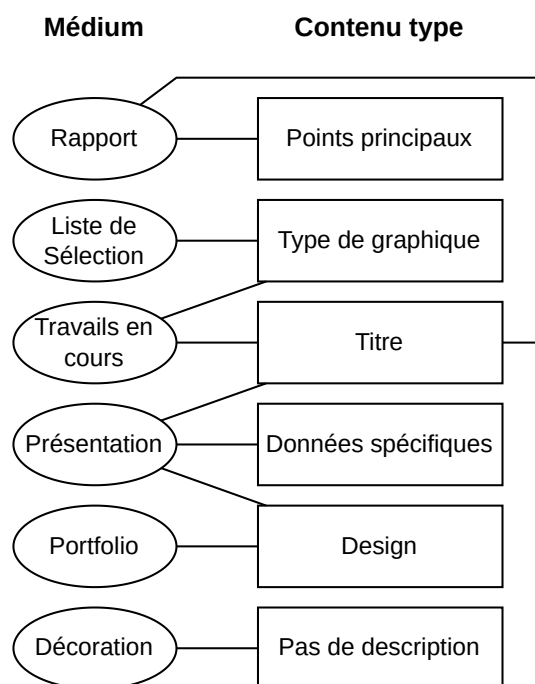 Médium
Contenu type
Rapport
Points principaux
Liste de
Sélection
Type de graphique
Travails en
cours
Titre
Présentation
Données spécifiques
Portfolio
Design
Décoration
Pas de description